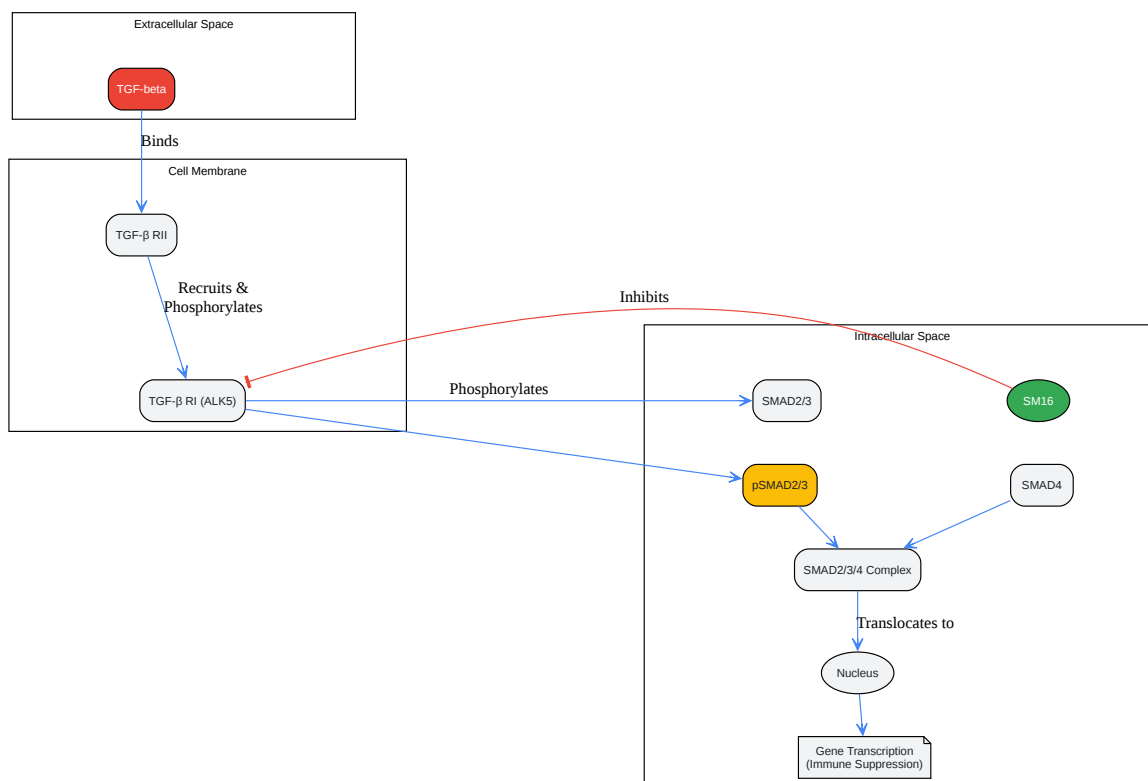 Extracellular Space
TGF-beta
Binds
Cell Membrane
TGF-β RII
Recruits &
Phosphorylates
Inhibits
Intracellular Space
TGF-β RI (ALK5)
Phosphorylates
SMAD2/3
SM16
pSMAD2/3
SMAD4
SMAD2/3/4 Complex
Translocates to
Nucleus
Gene Transcription
(Immune Suppression)